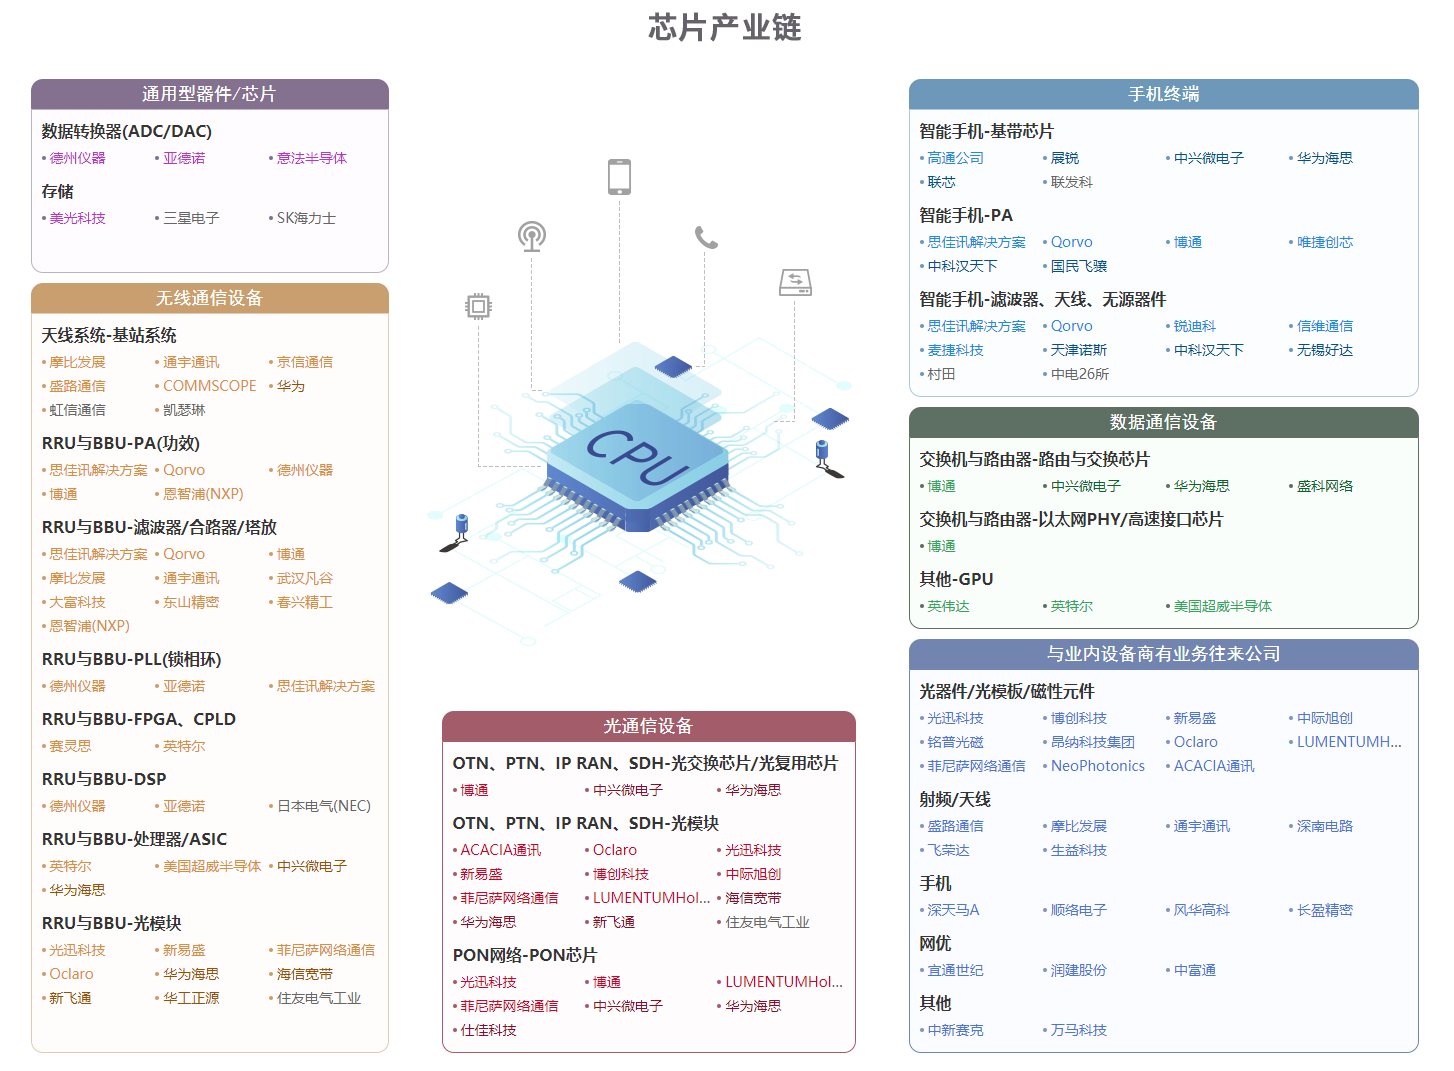 芯片产业链
通用型器件/芯片
数据转换器(ADC/DAC)
•德州仪器 •亚德诺 •意法半导体
存储
•美光科技 •三星电子 •SK海力士
无线通信设备
天线系统-基站系统
•摩比发展 •通宇通讯 •京信通信
•盛路通信 •COMMSCOPE •华为
•虹信通信 •凯瑟琳
RRU与BBU-PA(功效)
•思佳讯解决方案 •Qorvo •德州仪器
•博通 •恩智浦(NXP)
RRU与BBU-滤波器/合路器/塔放
•思佳讯解决方案 •Qorvo •博通
•摩比发展 •通宇通讯 •武汉凡谷
•大富科技 •东山精密 •春兴精工
•恩智浦(NXP)
RRU与BBU-PLL(锁相环)
•德州仪器 •亚德诺 •思佳讯解决方案
RRU与BBU-FPGA、CPLD
•赛灵思 •英特尔
RRU与BBU-DSP
•德州仪器 •亚德诺 •日本电气(NEC)
RRU与BBU-处理器/ASIC
•英特尔 •美国超威半导体 •中兴微电子
•华为海思
RRU与BBU-光模块
•光迅科技 •新易盛 •菲尼萨网络通信
•Oclaro •华为海思 •海信宽带
•新飞通 •华工正源 •住友电气工业
CPU
光通信设备
OTN、PTN、IP RAN、SDH-光交换芯片/光复用芯片
•博通 •中兴微电子 •华为海思
OTN、PTN、IP RAN、SDH-光模块
•ACACIA通讯 •Oclaro •光迅科技
•新易盛 •博创科技 •中际旭创
•菲尼萨网络通信 •LUMENTUMHol... •海信宽带
•华为海思 •新飞通 •住友电气工业
PON网络-PON芯片
•光迅科技 •博通 •LUMENTUMHol...
•菲尼萨网络通信 •中兴微电子 •华为海思
•仕佳科技
手机终端
智能手机-基带芯片
•高通公司 •展锐 •中兴微电子 •华为海思
•联芯 •联发科
智能手机-PA
•思佳讯解决方案 •Qorvo •博通 •唯捷创芯
•中科汉天下 •国民飞骧
智能手机-滤波器、天线、无源器件
•思佳讯解决方案 •Qorvo •锐迪科 •信维通信
•麦捷科技 •天津诺斯 •中科汉天下 •无锡好达
•村田 •中电26所
数据通信设备
交换机与路由器-路由与交换芯片
•博通 •中兴微电子 •华为海思 •盛科网络
交换机与路由器-以太网PHY/高速接口芯片
•博通
其他-GPU
•英伟达 •英特尔 •美国超威半导体
与业内设备商有业务往来公司
光器件/光模板/磁性元件
•光迅科技 •博创科技 •新易盛 •中际旭创
•铭普光磁 •昂纳科技集团 •Oclaro •LUMENTUMH...
•菲尼萨网络通信 •NeoPhotonics •ACACIA通讯
射频/天线
•盛路通信 •摩比发展 •通宇通讯 •深南电路
•飞荣达 •生益科技
手机
•深天马A •顺络电子 •风华高科 •长盈精密
网优
•宜通世纪 •润建股份 •中富通
其他
•中新赛克 •万马科技